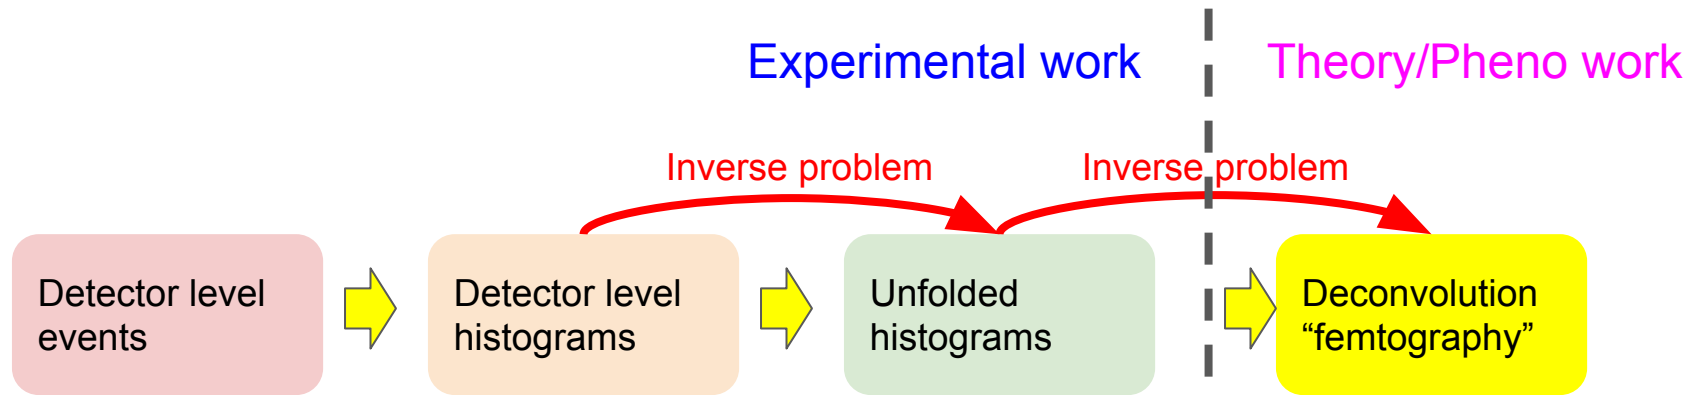 Experimental work
Theory/Pheno work
Inverse problem
Inverse problem
Detector level
events
Detector level
histograms
Unfolded
histograms
Deconvolution
“femtography”